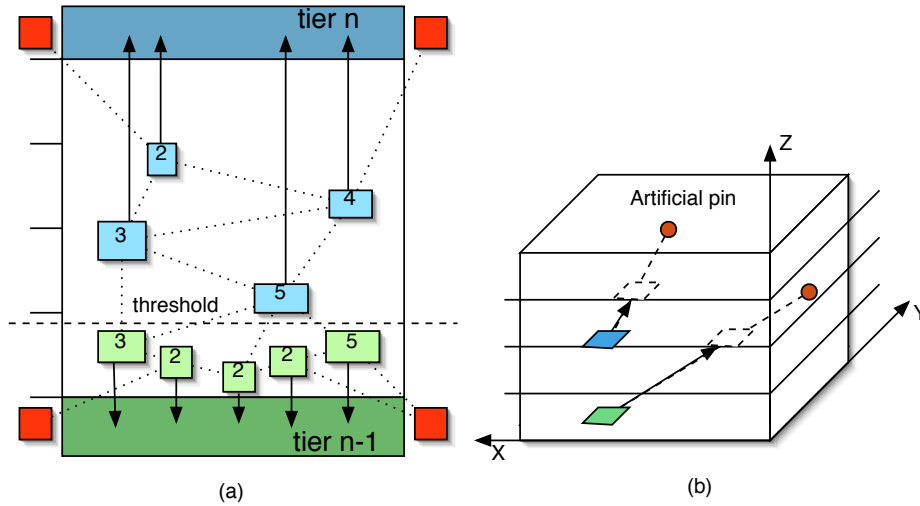 tier n
2
4
3
5
threshold
3
2
2
2
5
tier n-1
(a)
Z
Artificial pin
Y
X
(b)